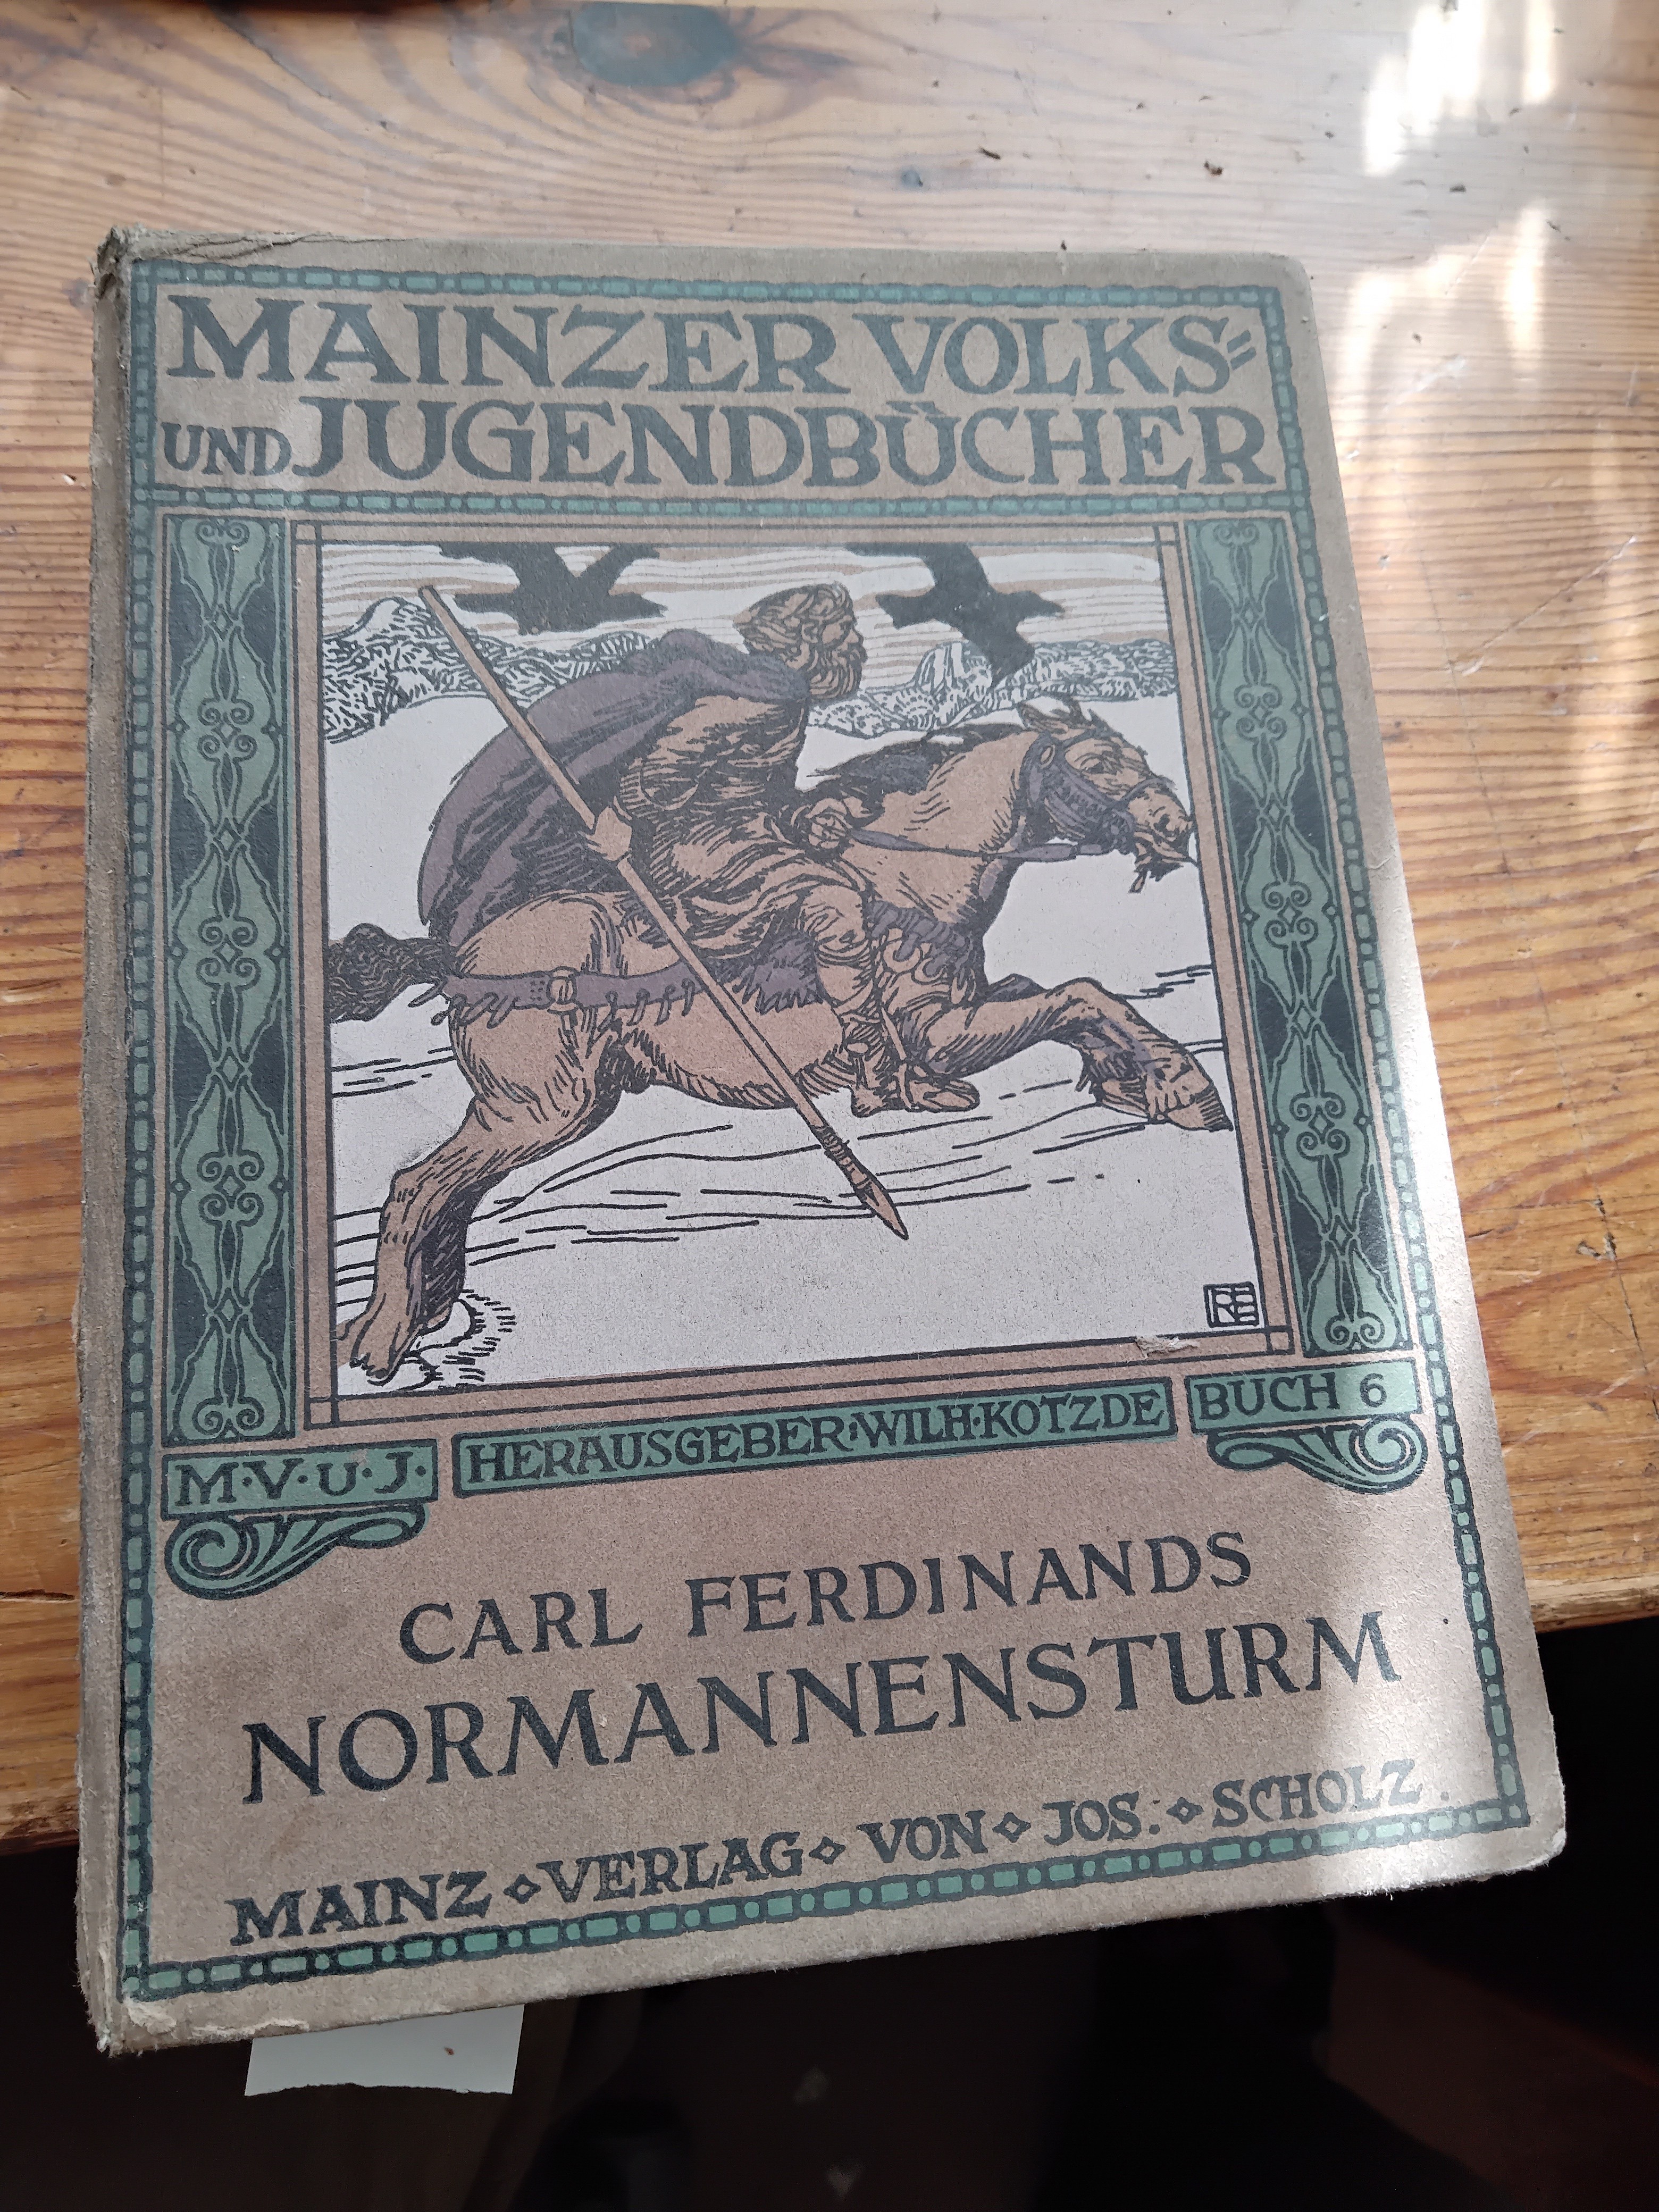 MAINZER VOLKS=
UND JUGENDBÜCHER
M·V·U·J·
HERAUSGEBER:WILH·KOTZDE
BUCH 6
CARL FERDINANDS
NORMANNENSTURM
MAINZ ⋄ VERLAG ⋄ VON ⋄ JOS. ⋄ SCHOLZ.